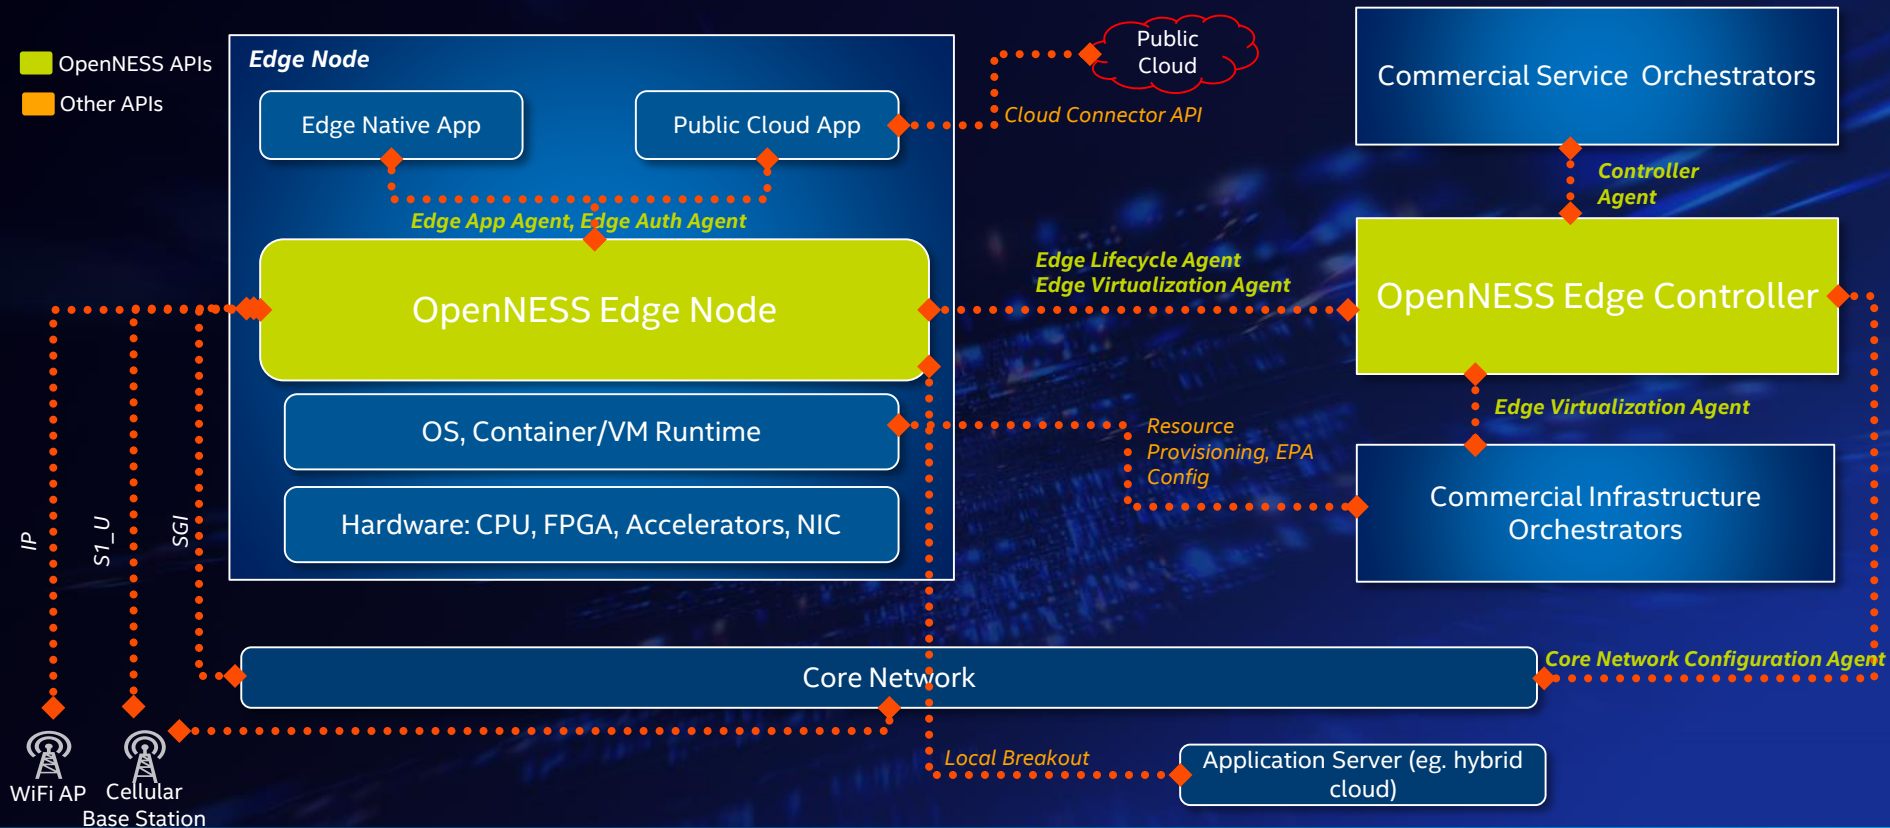 OpenNESS APIs
Other APIs
Edge Node
Edge Native App
Public Cloud App
Public
Cloud
Cloud Connector API
Commercial Service Orchestrators
Controller
Agent
Edge App Agent, Edge Auth Agent
OpenNESS Edge Node
Edge Lifecycle Agent
Edge Virtualization Agent
OpenNESS Edge Controller
OS, Container/VM Runtime
Resource
Provisioning, EPA
Config
Edge Virtualization Agent
Hardware: CPU, FPGA, Accelerators, NIC
Commercial Infrastructure
Orchestrators
IP
S1_U
SGI
Core Network
Core Network Configuration Agent
Local Breakout
Application Server (eg. hybrid
cloud)
WiFi AP
Cellular
Base Station